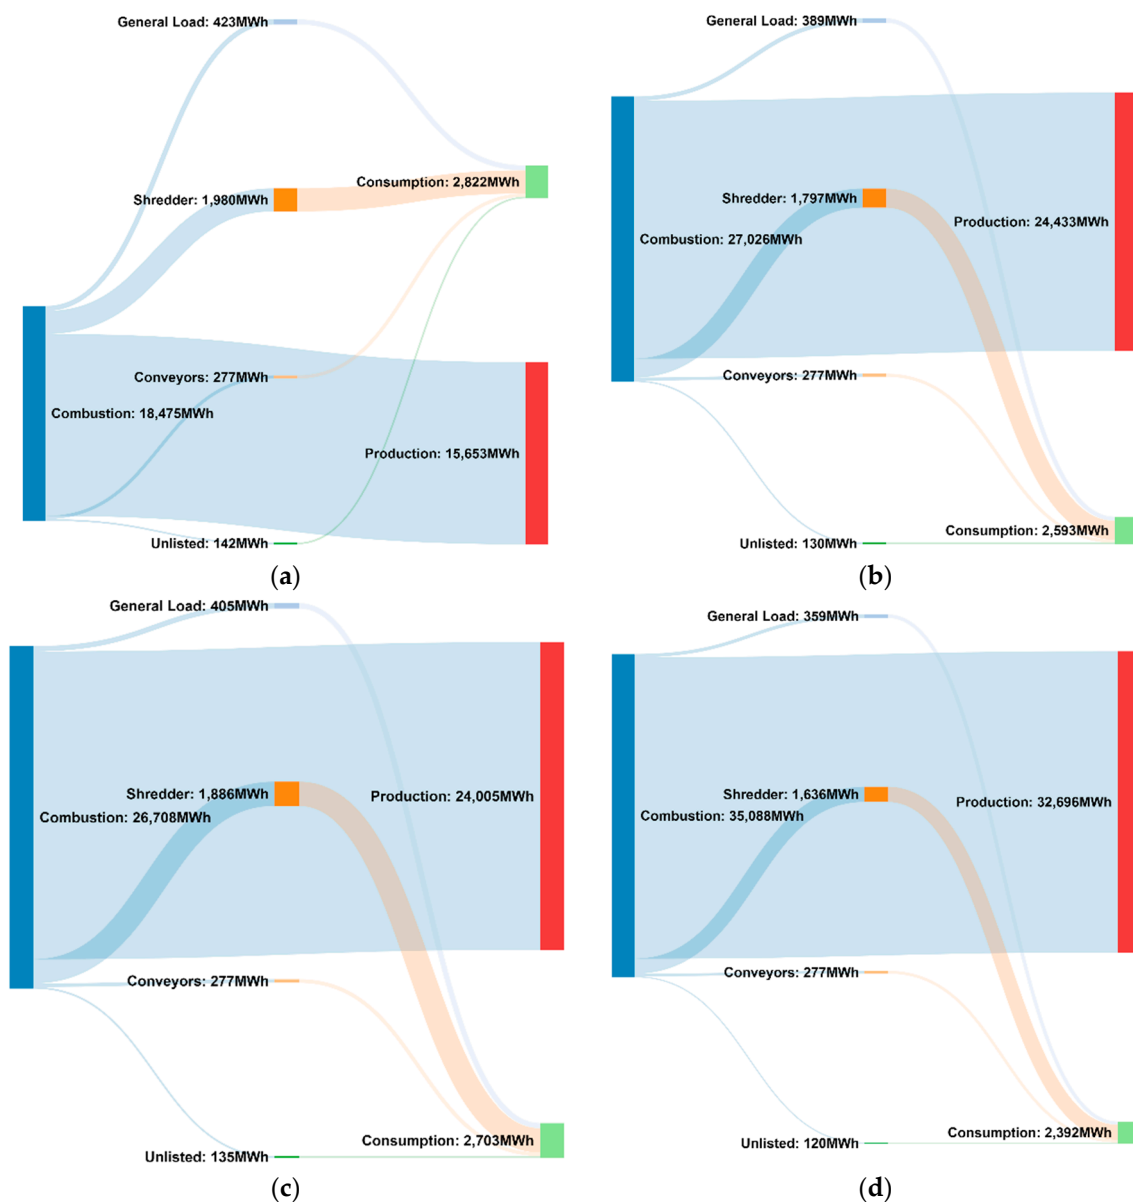 General Load: 423MWh
Consumption: 2,822MWh
Shredder: 1,980MWh
Conveyors: 277MWh
Combustion: 18,475MWh
Production: 15,653MWh
Unlisted: 142MWh
(a)
General Load: 389MWh
Shredder: 1,797MWh
Production: 24,433MWh
Combustion: 27,026MWh
Conveyors: 277MWh
Consumption: 2,593MWh
Unlisted: 130MWh
(b)
General Load: 405MWh
Shredder: 1,886MWh
Production: 24,005MWh
Combustion: 26,708MWh
Conveyors: 277MWh
Consumption: 2,703MWh
Unlisted: 135MWh
(c)
General Load: 359MWh
Shredder: 1,636MWh
Production: 32,696MWh
Combustion: 35,088MWh
Conveyors: 277MWh
Consumption: 2,392MWh
Unlisted: 120MWh
(d)